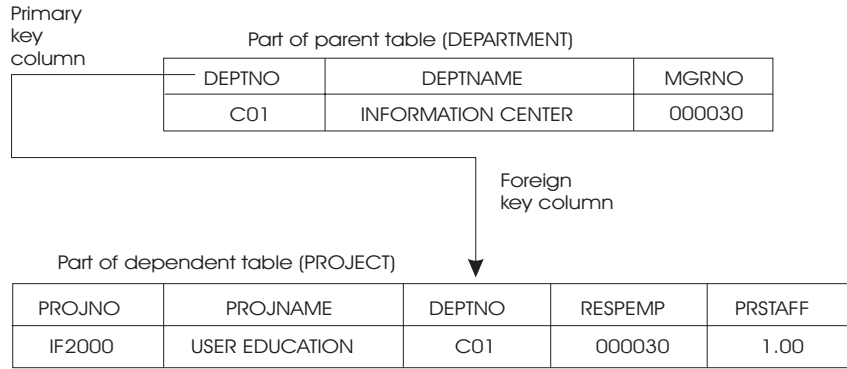 Primary
key
column
Part of parent table (DEPARTMENT)
DEPTNO DEPTNAME MGRNO
C01 INFORMATION CENTER 000030
Foreign
key column
Part of dependent table (PROJECT)
PROJNO PROJNAME DEPTNO RESPEMP PRSTAFF
IF2000 USER EDUCATION C01 000030 1.00